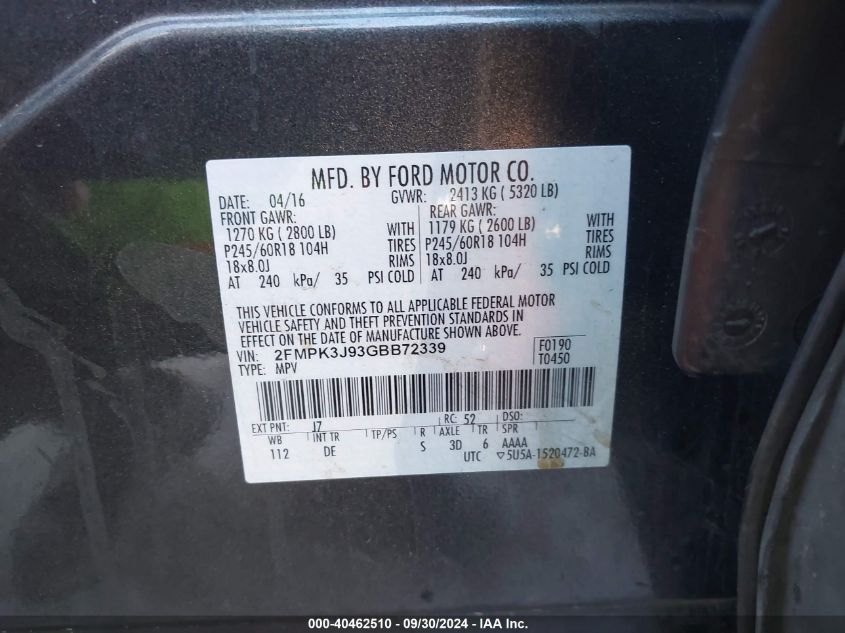 MFD. BY FORD MOTOR CO.
DATE: 04/16 GVWR: 2413 KG ( 5320 LB)
FRONT GAWR: REAR GAWR:
1270 KG ( 2800 LB) WITH 1179 KG ( 2600 LB) WITH
P245/60R18 104H TIRES P245/60R18 104H TIRES
18x8.0J RIMS 18x8.0J RIMS
AT 240 kPa/ 35 PSI COLD AT 240 kPa/ 35 PSI COLD
THIS VEHICLE CONFORMS TO ALL APPLICABLE FEDERAL MOTOR
VEHICLE SAFETY AND THEFT PREVENTION STANDARDS IN
EFFECT ON THE DATE OF MANUFACTURE SHOWN ABOVE.
VIN: 2FMPK3J93GBB72339 F0190
TYPE: MPV T0450
EXT PNT: J7 RC: 52 DSO:
WB INT TR TP/PS R AXLE TR SPR
112 DE S 3D 6 AAAA
UTC ▽5U5A-1520472-BA
000-40462510 - 09/30/2024 - IAA Inc.